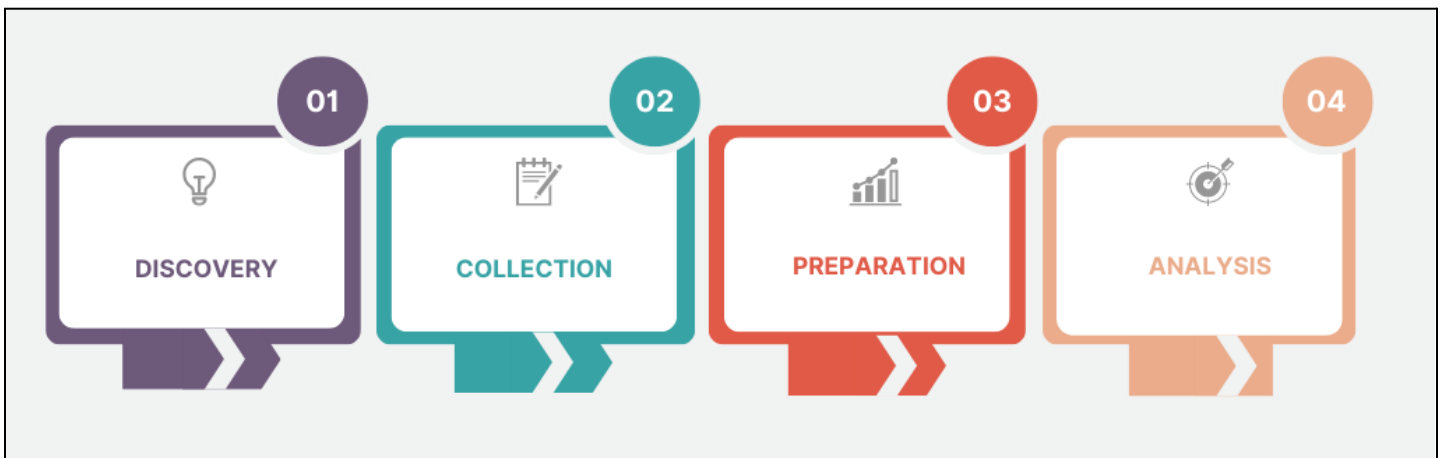 01
DISCOVERY
02
COLLECTION
03
PREPARATION
04
ANALYSIS